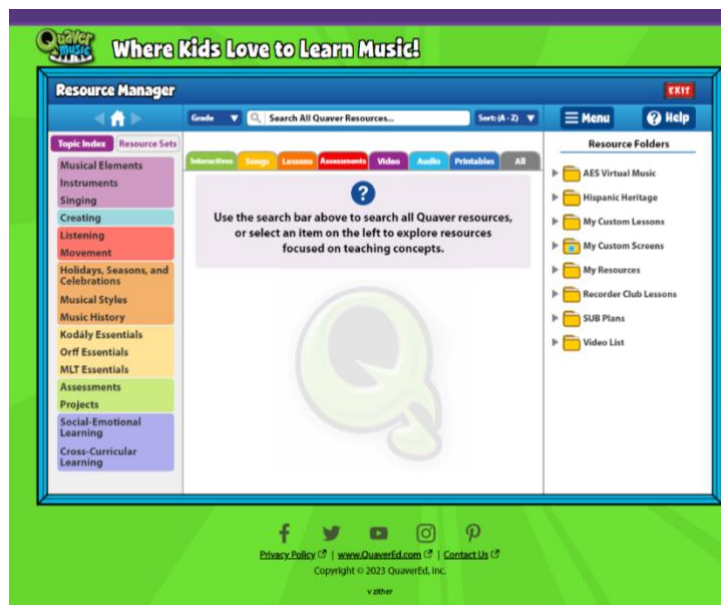 Quaver
MUSIC
Where Kids Love to Learn Music!
Resource Manager
EXIT
Grade
Search All Quaver Resources...
Sort: (A - Z)
Menu
Help
Topic Index
Resource Sets
Musical Elements
Instruments
Singing
Creating
Listening
Movement
Holidays, Seasons, and
Celebrations
Musical Styles
Music History
Kodály Essentials
Orff Essentials
MLT Essentials
Assessments
Projects
Social-Emotional
Learning
Cross-Curricular
Learning
Interactives
Songs
Lessons
Assessments
Video
Audio
Printables
All
?
Use the search bar above to search all Quaver resources,
or select an item on the left to explore resources
focused on teaching concepts.
Resource Folders
AES Virtual Music
Hispanic Heritage
My Custom Lessons
My Custom Screens
My Resources
Recorder Club Lessons
SUB Plans
Video List
Privacy Policy | www.QuaverEd.com | Contact Us
Copyright © 2023 QuaverEd, Inc.
v zither